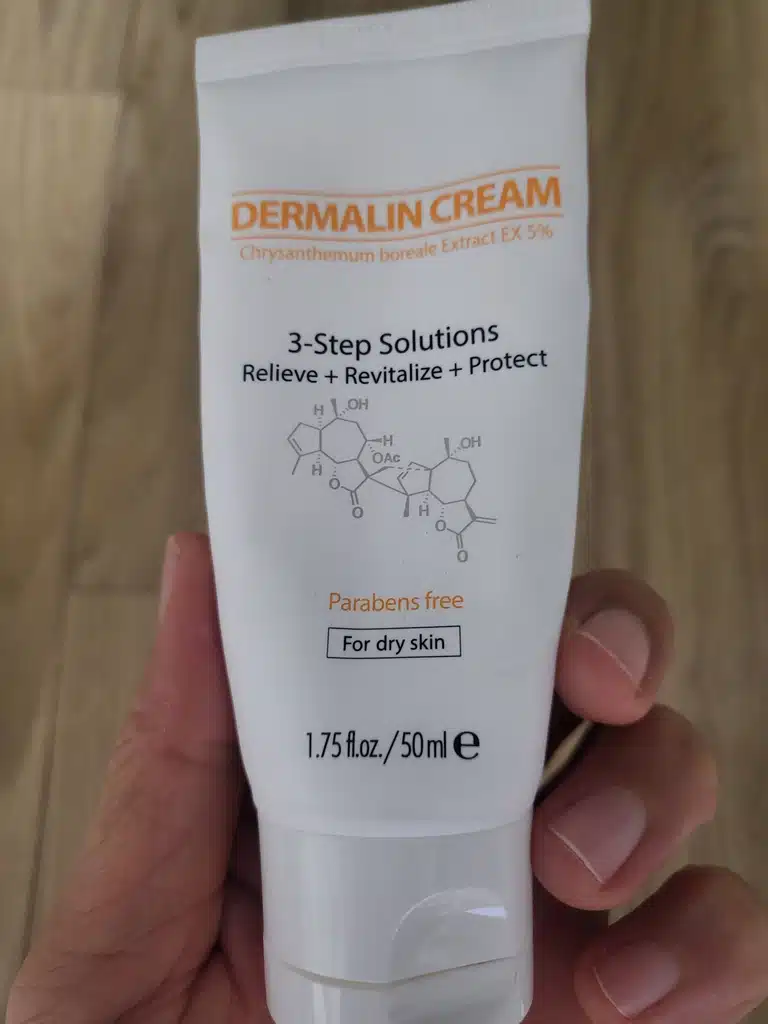 DERMALIN CREAM
Chrysanthemum boreale Extract EX 5%
3-Step Solutions
Relieve + Revitalize + Protect
H
OH
H
OAc
H
O
O
OH
H
O
O
Parabens free
For dry skin
1.75 fl.oz./50ml e